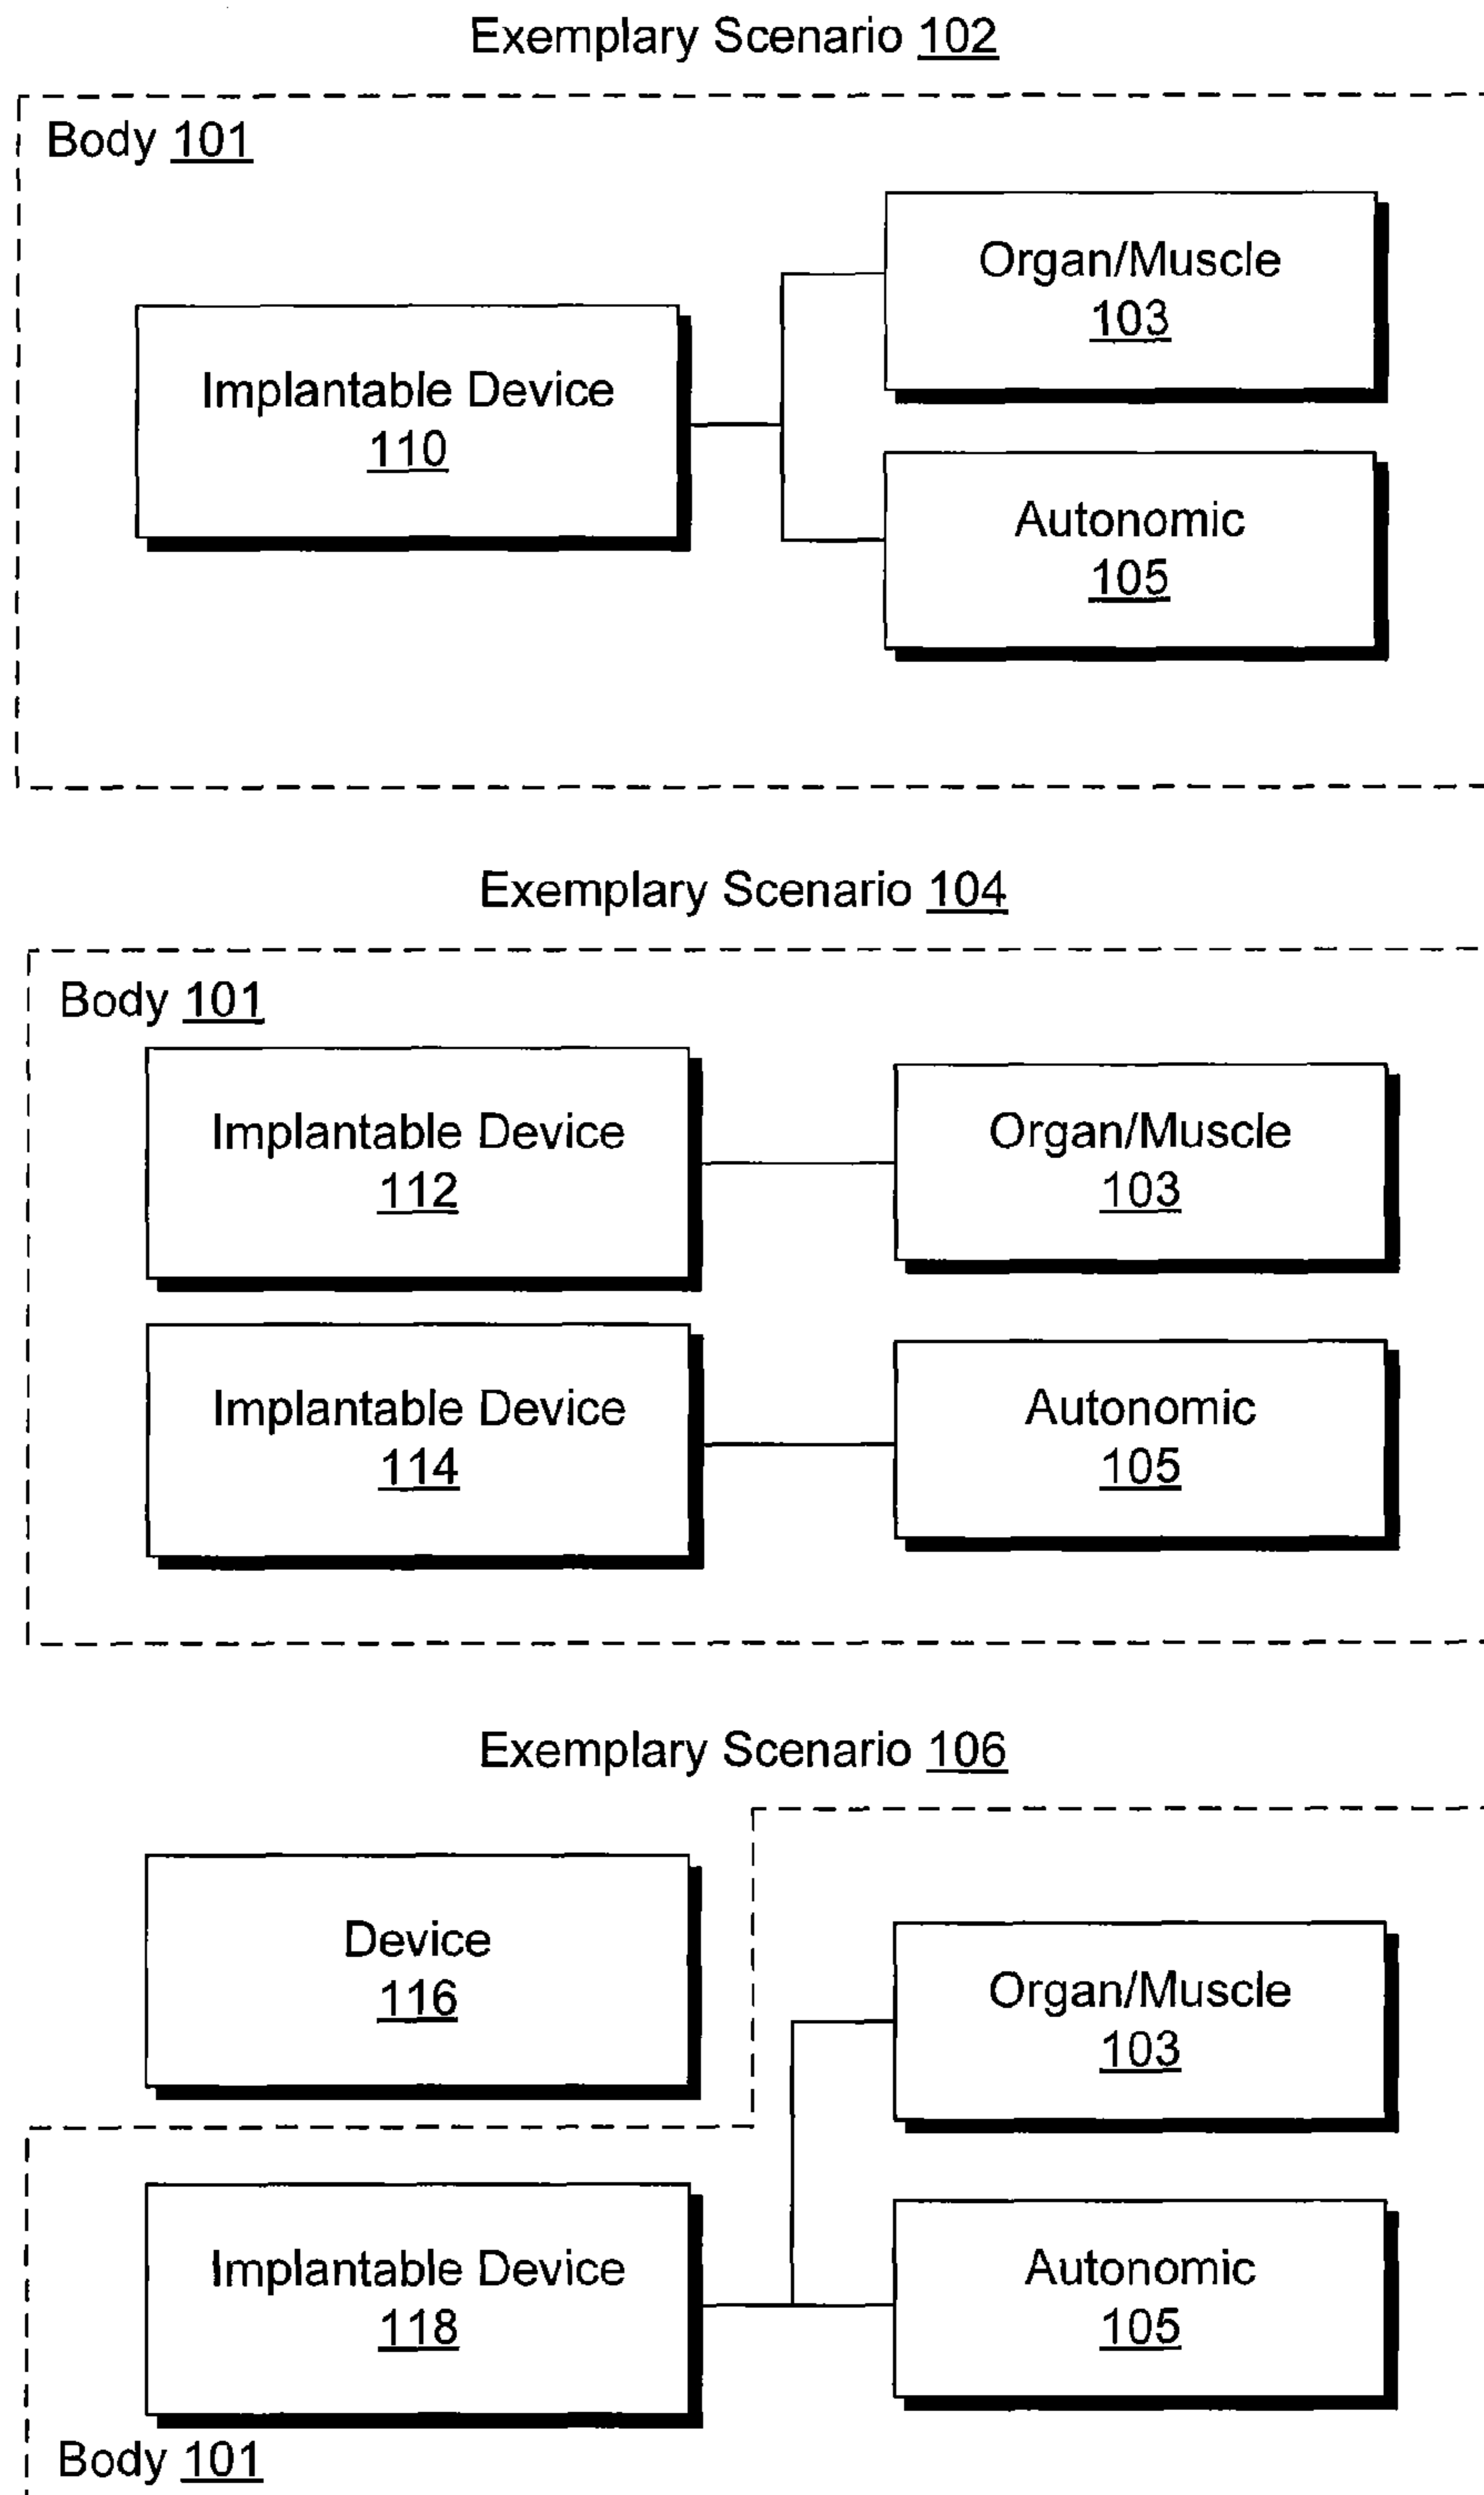 Exemplary Scenario 102
Body 101
Organ/Muscle
103
Implantable Device
110
Autonomic
105
Exemplary Scenario 104
Body 101
Implantable Device
112
Organ/Muscle
103
Implantable Device
114
Autonomic
105
Exemplary Scenario 106
Device
116
Organ/Muscle
103
Implantable Device
118
Autonomic
105
Body 101